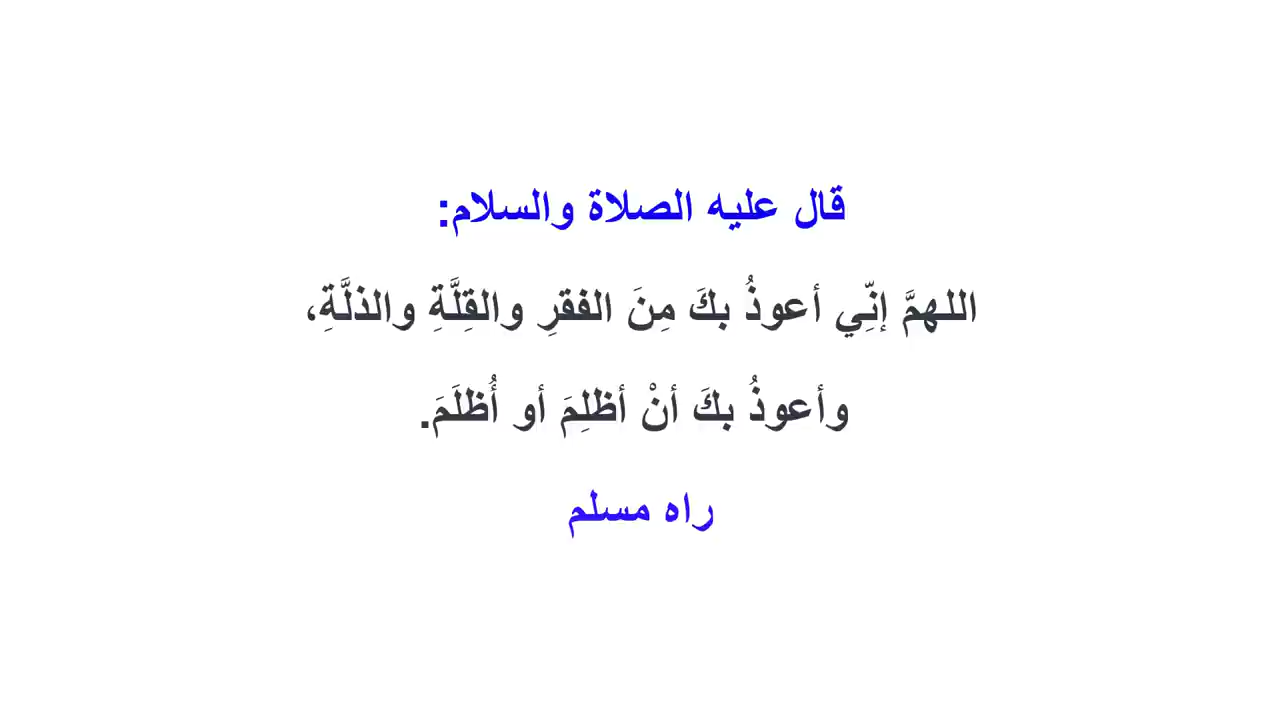 قال عليه الصلاة والسلام:
اللهمَّ إنِّي أعوذُ بكَ مِنَ الفقرِ والقِلَّةِ والذلَّةِ،
وأعوذُ بكَ أنْ أظلِمَ أو أُظلَمَ.
راه مسلم